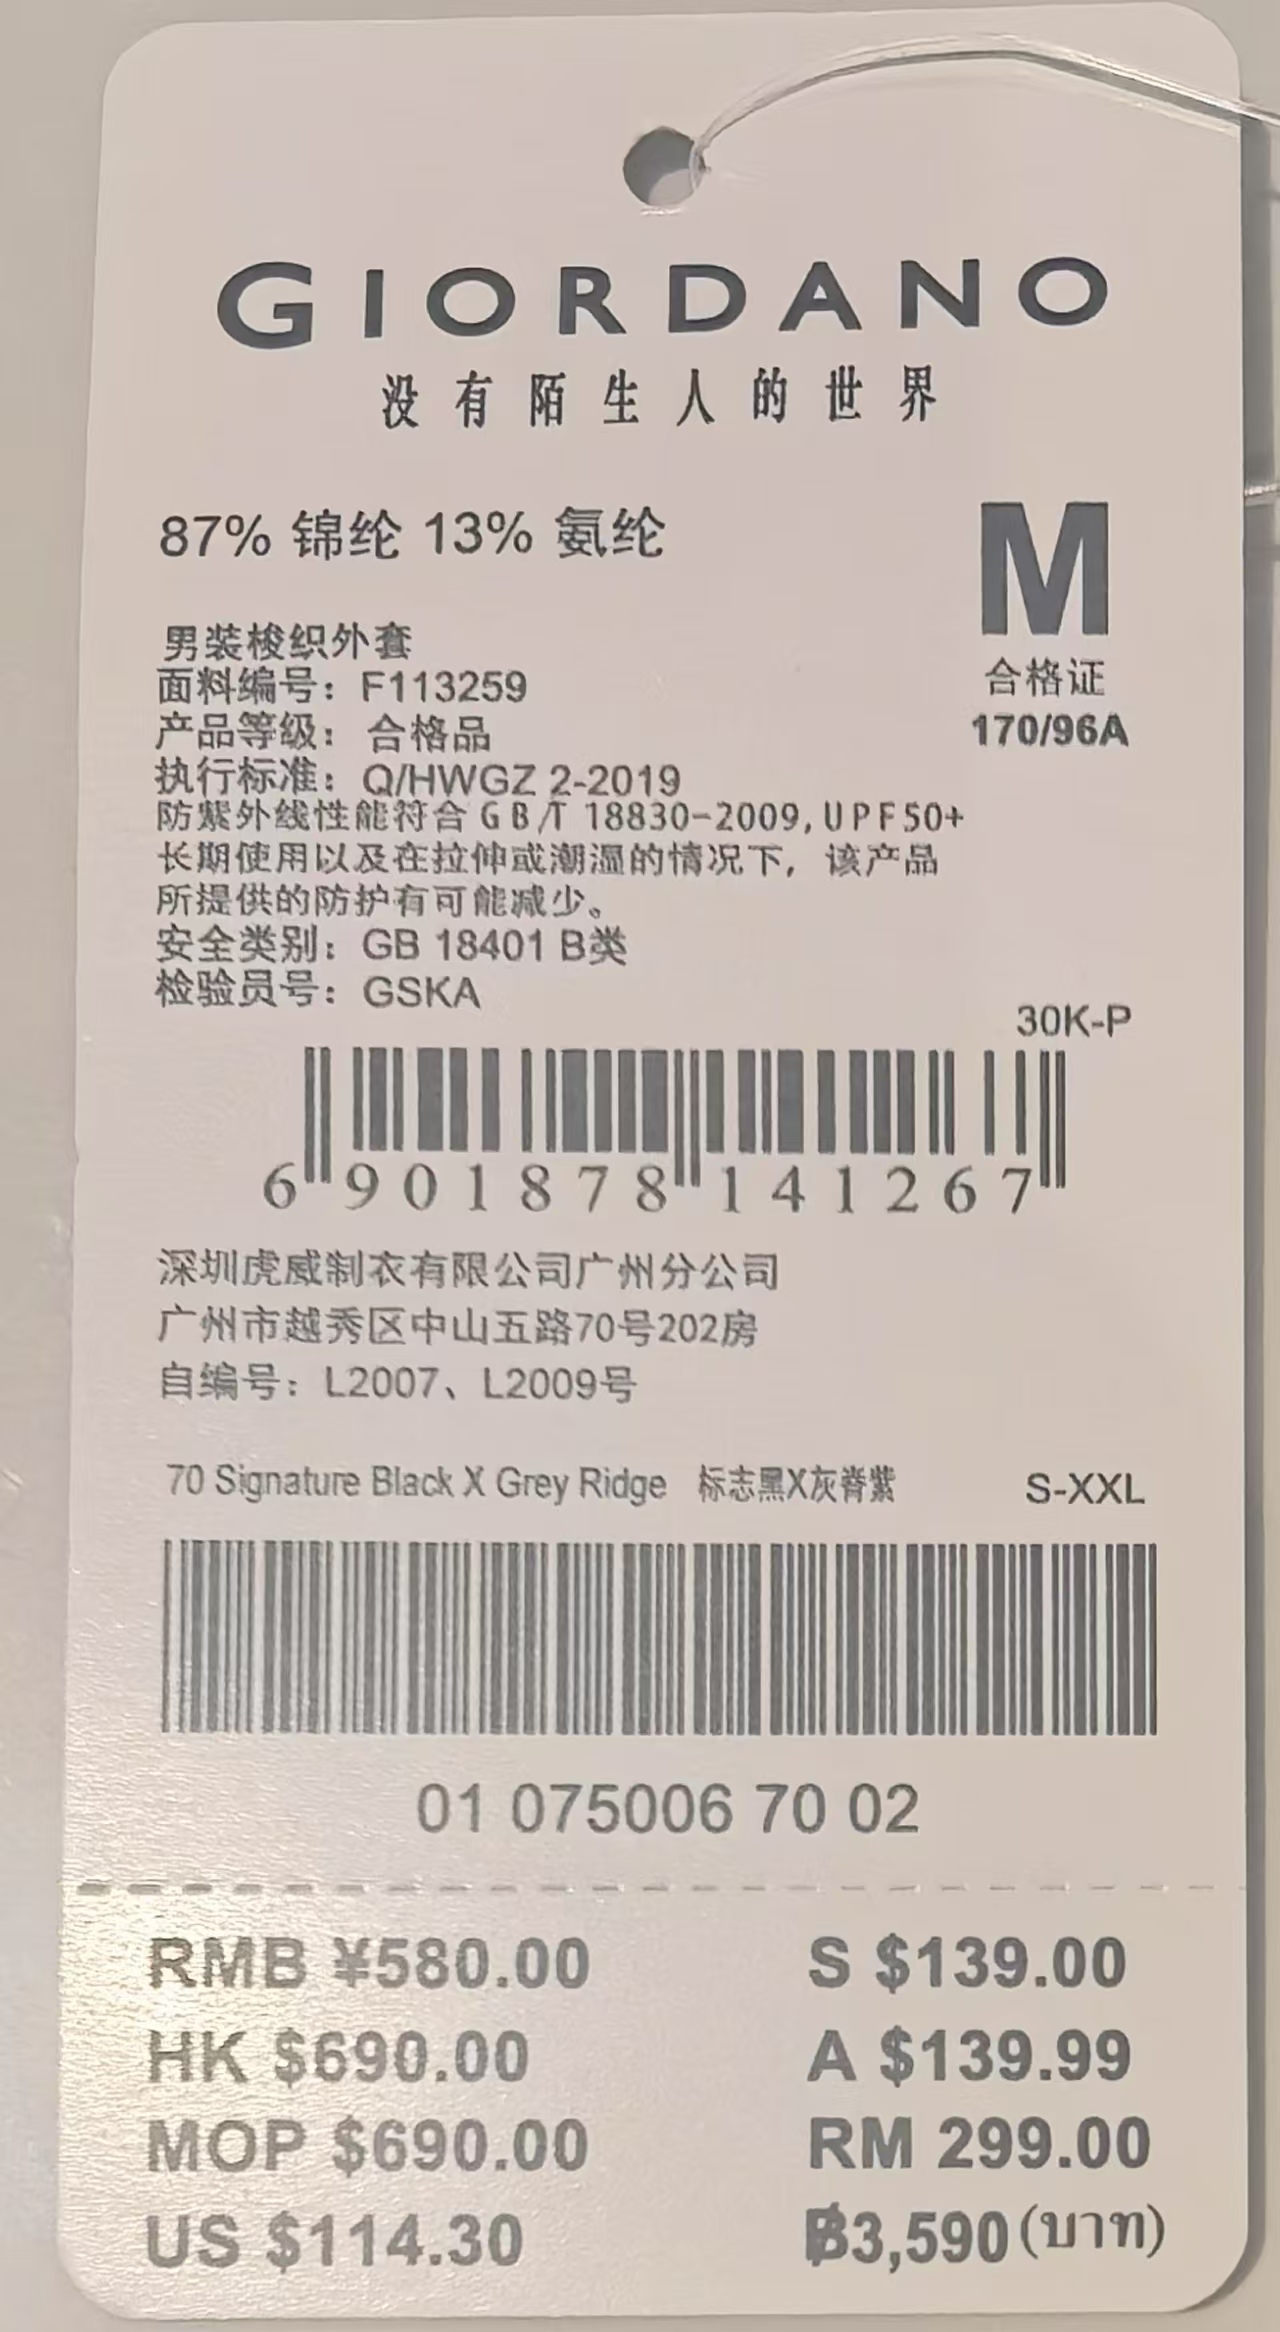 GIORDANO
没有陌生人的世界
87% 锦纶 13% 氨纶
M
合格证
170/96A
男装梭织外套
面料编号：F113259
产品等级：合格品
执行标准：Q/HWGZ 2-2019
防紫外线性能符合GB/T 18830-2009, UPF50+
长期使用以及在拉伸或潮湿的情况下，该产品
所提供的防护有可能减少。
安全类别：GB 18401 B类
检验员号：GSKA
30K-P
6 901878 141267
深圳虎威制衣有限公司广州分公司
广州市越秀区中山五路70号202房
自编号：L2007、L2009号
70 Signature Black X Grey Ridge 标志黑X灰脊紫 S-XXL
01 075006 70 02
RMB ¥580.00 S $139.00
HK $690.00 A $139.99
MOP $690.00 RM 299.00
US $114.30 ฿3,590(บาท)